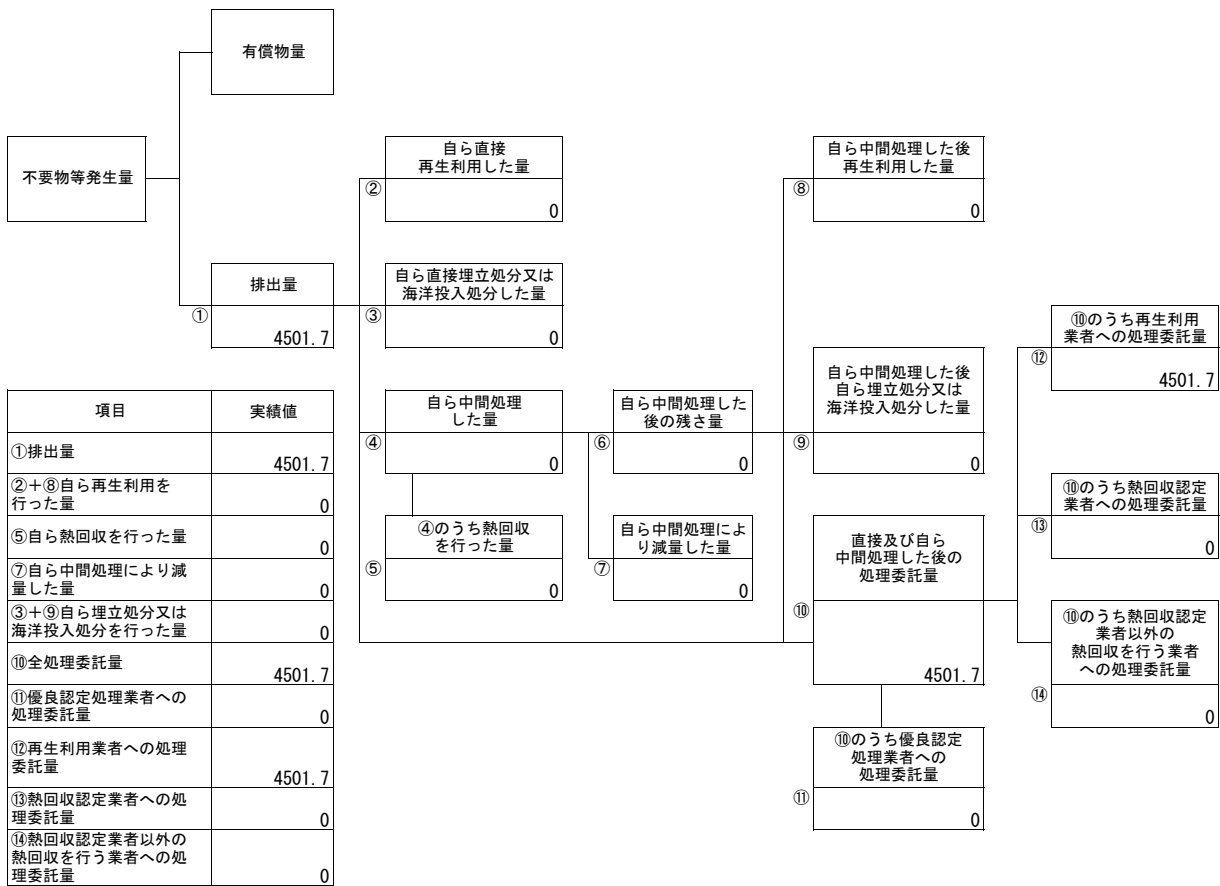 有償物量
不要物等発生量
自ら直接
再生利用した量
②
0
自ら中間処理した後
再生利用した量
⑧
0
排出量
①
4501.7
自ら直接埋立処分又は
海洋投入処分した量
③
0
⑩のうち再生利用
業者への処理委託量
⑫
4501.7
自ら中間処理
した量
④
0
自ら中間処理した
後の残さ量
⑥
0
自ら中間処理した後
自ら埋立処分又は
海洋投入処分した量
⑨
0
⑩のうち熱回収認定
業者への処理委託量
⑬
0
④のうち熱回収
を行った量
⑤
0
自ら中間処理によ
り減量した量
⑦
0
直接及び自ら
中間処理した後の
処理委託量
⑩
4501.7
⑩のうち熱回収認定
業者以外の
熱回収を行う業者
への処理委託量
⑭
0
⑩のうち優良認定
処理業者への
処理委託量
⑪
0
項目 実績値
①排出量 4501.7
②+⑧自ら再生利用を
行った量 0
⑤自ら熱回収を行った量 0
⑦自ら中間処理により減
量した量 0
③+⑨自ら埋立処分又は
海洋投入処分を行った量 0
⑩全処理委託量 4501.7
⑪優良認定処理業者への
処理委託量 0
⑫再生利用業者への処理
委託量 4501.7
⑬熱回収認定業者への処
理委託量 0
⑭熱回収認定業者以外の
熱回収を行う業者への処
理委託量 0